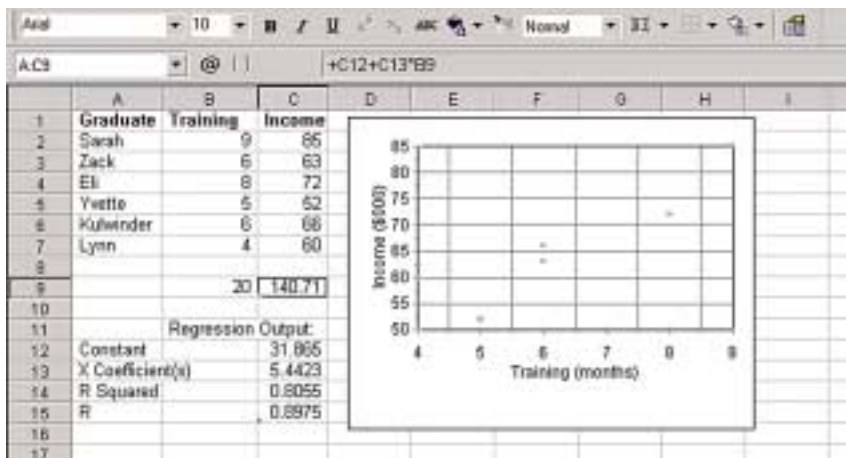 Arial 10 B I U ABC Normal
A:C9 @ +C12+C13*B9
A B C D E F G H I
1 Graduate Training Income
2 Sarah 9 85
3 Zack 6 63
4 Eli 8 72
5 Yvette 5 52
6 Kulwinder 6 66
7 Lynn 4 60
8
9 20 140.71
10
11 Regression Output:
12 Constant 31.865
13 X Coefficient(s) 5.4423
14 R Squared 0.8055
15 R 0.8975
16
17
Income ($000)
85
80
75
70
65
60
55
50
4 5 6 7 8 9
Training (months)